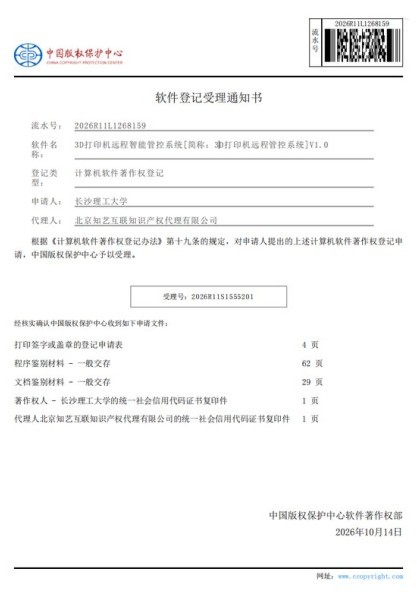 流水号
2026R11L1268159
中国版权保护中心
CHINA COPYRIGHT PROTECTION CENTER
软件登记受理通知书
流水号： 2026R11L1268159
软件名称： 3D打印机远程智能管控系统[简称：3D打印机远程管控系统]V1.0
登记类型： 计算机软件著作权登记
申请人： 长沙理工大学
代理人： 北京知艺互联知识产权代理有限公司
根据《计算机软件著作权登记办法》第十九条的规定，对申请人提出的上述计算机软件著作权登记申
请，中国版权保护中心予以受理。
受理号：2026R11S1555201
经核实确认中国版权保护中心收到如下申请文件：
打印签字或盖章的登记申请表 4 页
程序鉴别材料 - 一般交存 62 页
文档鉴别材料 - 一般交存 29 页
著作权人 - 长沙理工大学的统一社会信用代码证书复印件 1 页
代理人北京知艺互联知识产权代理有限公司的统一社会信用代码证书复印件 1 页
中国版权保护中心软件著作权部
2026年10月14日
网址：www.ccopyright.com